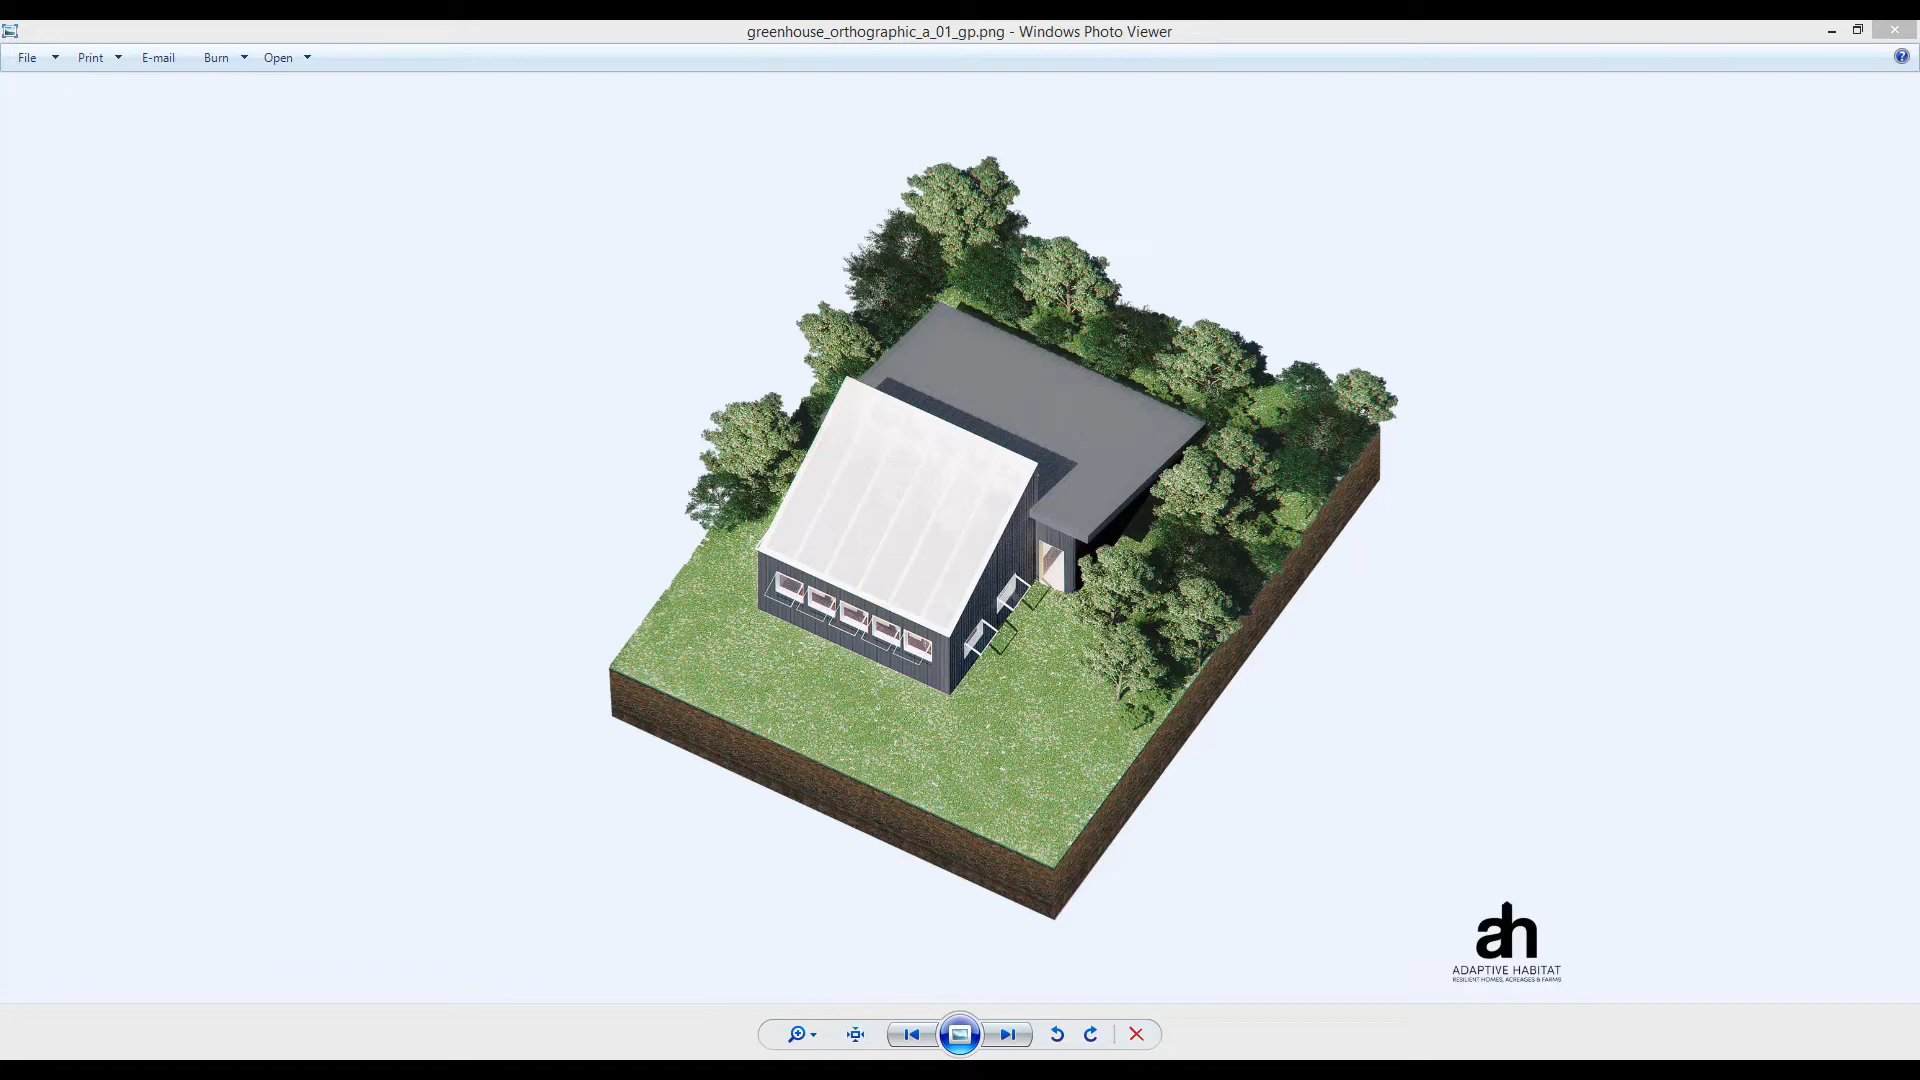 greenhouse_orthographic_a_01_gp.png - Windows Photo Viewer
File Print E-mail Burn Open
ah
ADAPTIVE HABITAT
RESILIENT HOMES, ACREAGES & FARMS